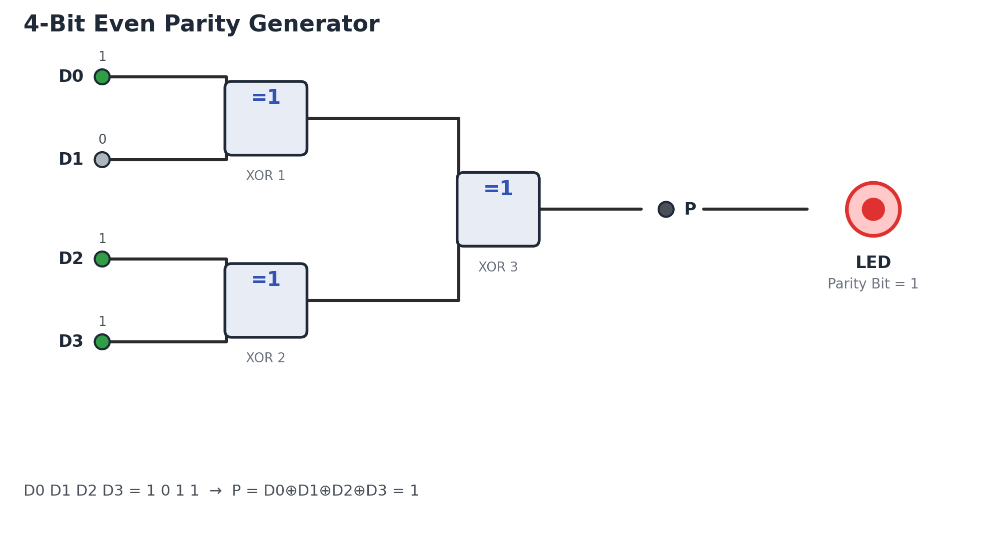 4-Bit Even Parity Generator
1
D0
=1
0
D1
XOR 1
=1
P
1
D2
XOR 3
LED
=1
Parity Bit = 1
1
D3
XOR 2
D0 D1 D2 D3 = 1 0 1 1 → P = D0⊕D1⊕D2⊕D3 = 1